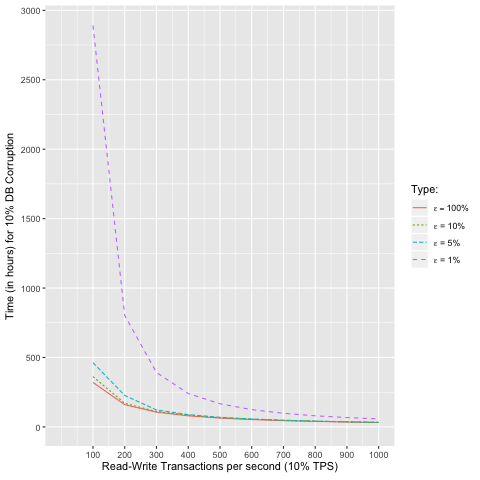 Time (in hours) for 10% DB Corruption
3000
2500
2000
1500
1000
500
0
100 200 300 400 500 600 700 800 900 1000
Read-Write Transactions per second (10% TPS)
Type:
ε = 100%
ε = 10%
ε = 5%
ε = 1%